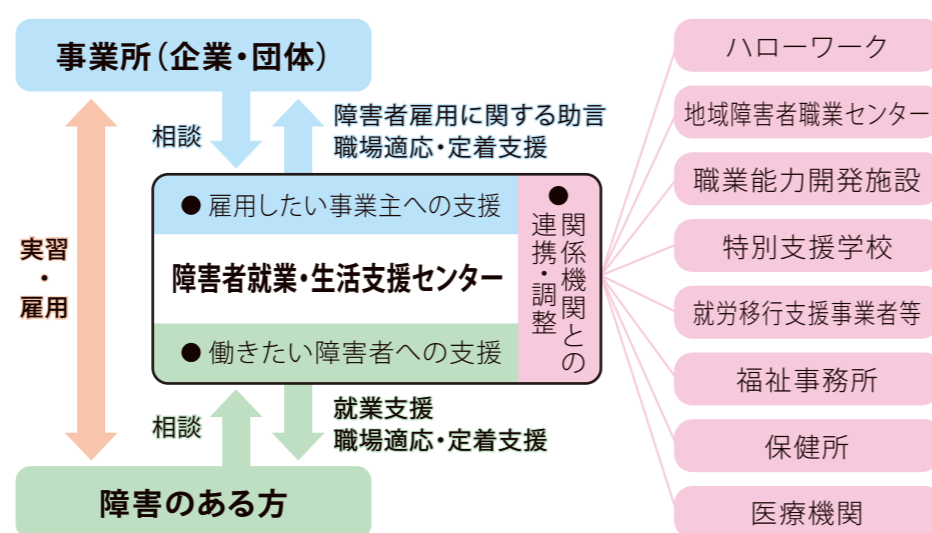 事業所（企業・団体）
相談
障害者雇用に関する助言
職場適応・定着支援
実習
・
雇用
● 雇用したい事業主への支援
障害者就業・生活支援センター
● 働きたい障害者への支援
● 関係機関との
連携・調整
相談
就業支援
職場適応・定着支援
障害のある方
ハローワーク
地域障害者職業センター
職業能力開発施設
特別支援学校
就労移行支援事業者等
福祉事務所
保健所
医療機関